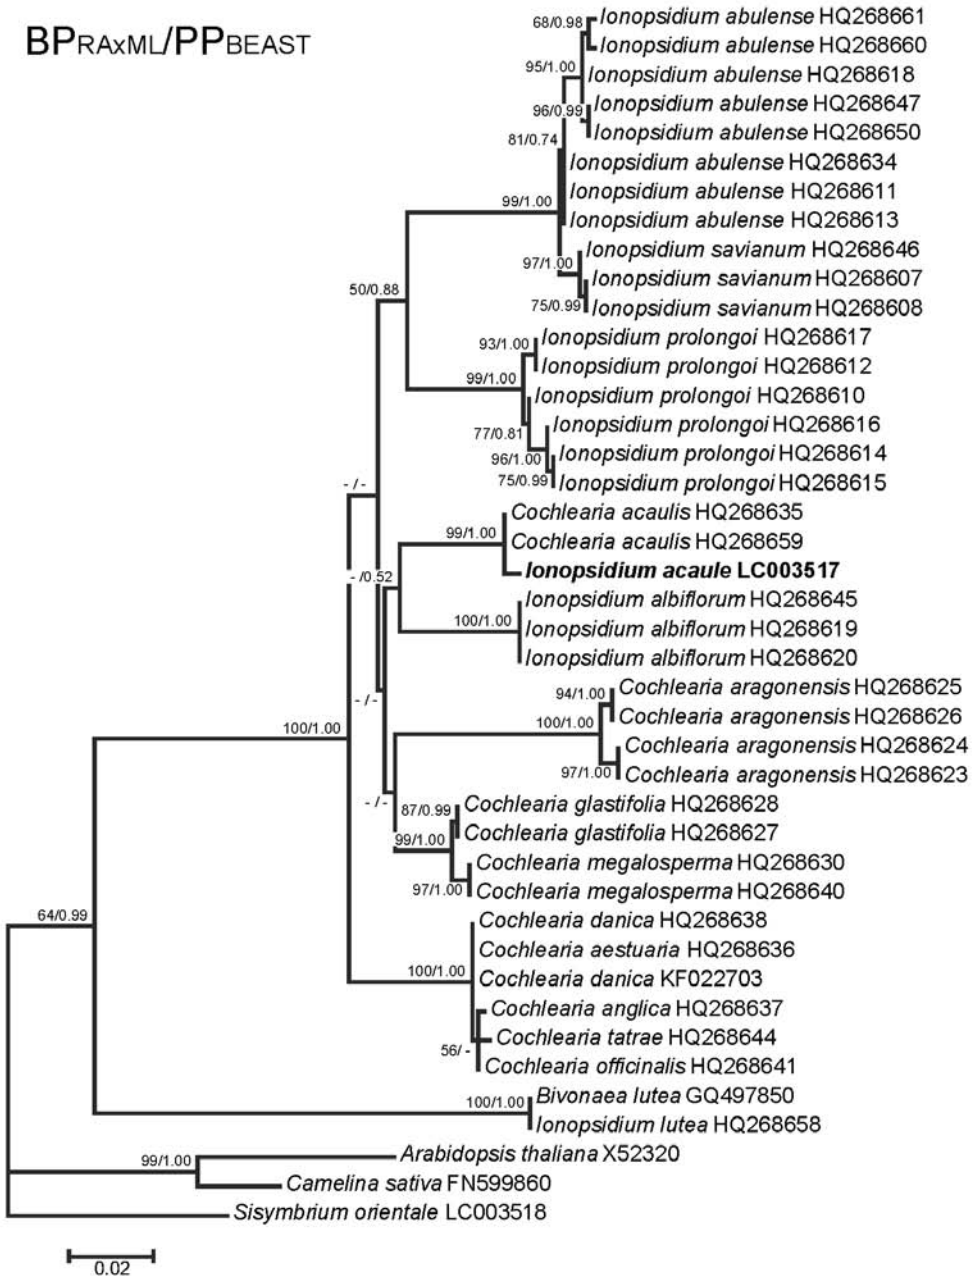 BPRAxML/PPBEAST
68/0.98
Ionopsidium abulense HQ268661
Ionopsidium abulense HQ268660
95/1.00
Ionopsidium abulense HQ268618
96/0.99
Ionopsidium abulense HQ268647
Ionopsidium abulense HQ268650
81/0.74
Ionopsidium abulense HQ268634
Ionopsidium abulense HQ268611
99/1.00
Ionopsidium abulense HQ268613
Ionopsidium savianum HQ268646
97/1.00
Ionopsidium savianum HQ268607
50/0.88
75/0.99
Ionopsidium savianum HQ268608
Ionopsidium prolongoi HQ268617
93/1.00
Ionopsidium prolongoi HQ268612
99/1.00
Ionopsidium prolongoi HQ268610
Ionopsidium prolongoi HQ268616
77/0.81
Ionopsidium prolongoi HQ268614
96/1.00
75/0.99
Ionopsidium prolongoi HQ268615
- /-
Cochlearia acaulis HQ268635
99/1.00
Cochlearia acaulis HQ268659
Ionopsidium acaule LC003517
- /0.52
Ionopsidium albiflorum HQ268645
100/1.00
Ionopsidium albiflorum HQ268619
Ionopsidium albiflorum HQ268620
Cochlearia aragonensis HQ268625
94/1.00
- /-
Cochlearia aragonensis HQ268626
100/1.00
100/1.00
Cochlearia aragonensis HQ268624
97/1.00
Cochlearia aragonensis HQ268623
- /-
87/0.99
Cochlearia glastifolia HQ268628
Cochlearia glastifolia HQ268627
99/1.00
Cochlearia megalosperma HQ268630
97/1.00
Cochlearia megalosperma HQ268640
64/0.99
Cochlearia danica HQ268638
Cochlearia aestuaria HQ268636
100/1.00
Cochlearia danica KF022703
Cochlearia anglica HQ268637
Cochlearia tatrae HQ268644
56/ -
Cochlearia officinalis HQ268641
Bivonaea lutea GQ497850
100/1.00
Ionopsidium lutea HQ268658
Arabidopsis thaliana X52320
99/1.00
Camelina sativa FN599860
Sisymbrium orientale LC003518
0.02